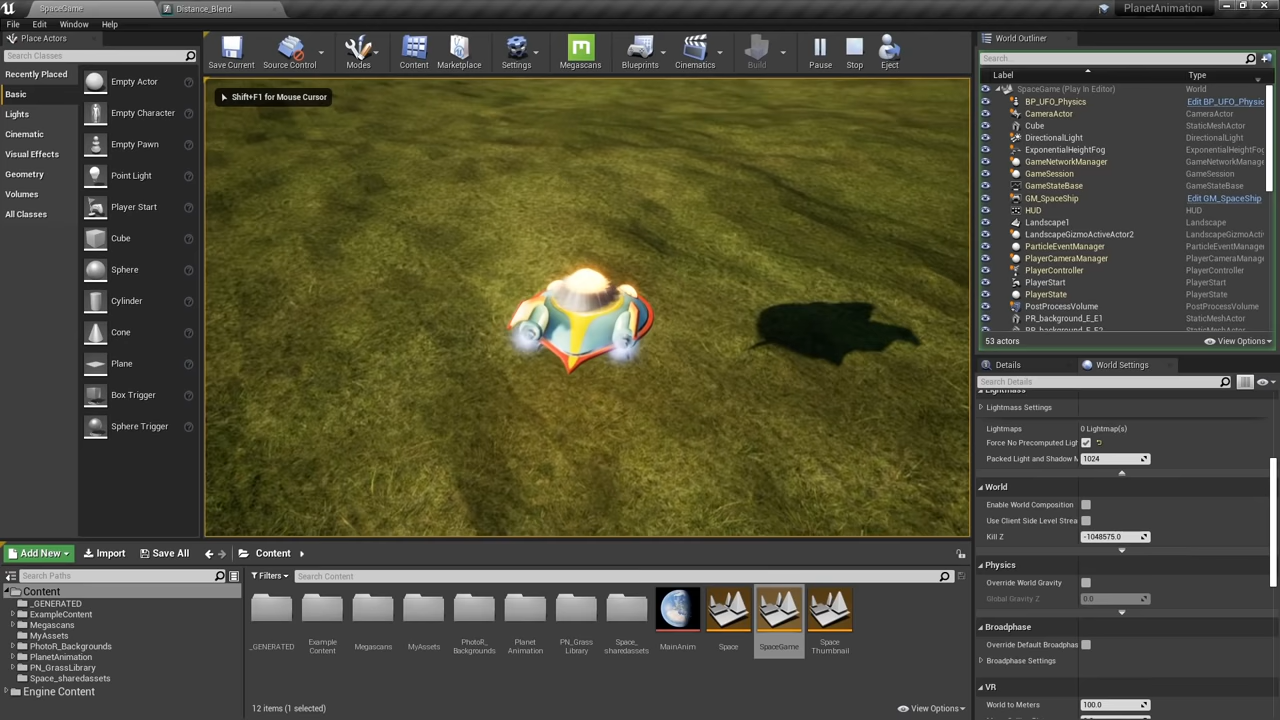 SpaceGame
Distance_Blend
PlanetAnimation
File Edit Window Help
Place Actors
Search Classes
Recently Placed
Basic
Lights
Cinematic
Visual Effects
Geometry
Volumes
All Classes
Empty Actor
Empty Character
Empty Pawn
Point Light
Player Start
Cube
Sphere
Cylinder
Cone
Plane
Box Trigger
Sphere Trigger
Save Current
Source Control
Modes
Content
Marketplace
Settings
Megascans
Blueprints
Cinematics
Build
Pause
Stop
Eject
Shift+F1 for Mouse Cursor
World Outliner
Search...
Label Type
SpaceGame (Play In Editor) World
BP_UFO_Physics Edit BP_UFO_Physic
CameraActor CameraActor
Cube StaticMeshActor
DirectionalLight DirectionalLight
ExponentialHeightFog ExponentialHeightFog
GameNetworkManager GameNetworkManage
GameSession GameSession
GameStateBase GameStateBase
GM_SpaceShip Edit GM_SpaceShip
HUD HUD
Landscape1 Landscape
LandscapeGizmoActiveActor2 LandscapeGizmoActiv
ParticleEventManager ParticleEventManager
PlayerCameraManager PlayerCameraManage
PlayerController PlayerController
PlayerStart PlayerStart
PlayerState PlayerState
PostProcessVolume PostProcessVolume
PR_background_E_E1 StaticMeshActor
53 actors View Options
Details World Settings
Search Details
Lightmass
Lightmass Settings
Lightmaps 0 Lightmap(s)
Force No Precomputed Ligh
Packed Light and Shadow M 1024
World
Enable World Composition
Use Client Side Level Strea
Kill Z -1048575.0
Physics
Override World Gravity
Global Gravity Z 0.0
Broadphase
Override Default Broadphas
Broadphase Settings
VR
World to Meters 100.0
Add New Import Save All Content
Search Paths
Filters Search Content
Content
_GENERATED
ExampleContent
Megascans
MyAssets
PhotoR_Backgrounds
PlanetAnimation
PN_GrassLibrary
Space_sharedassets
Engine Content
_GENERATED
Example
Content
Megascans
MyAssets
PhotoR_
Backgrounds
Planet
Animation
PN_Grass
Library
Space_
sharedassets
MainAnim
Space
SpaceGame
Space
Thumbnail
12 items (1 selected) View Options